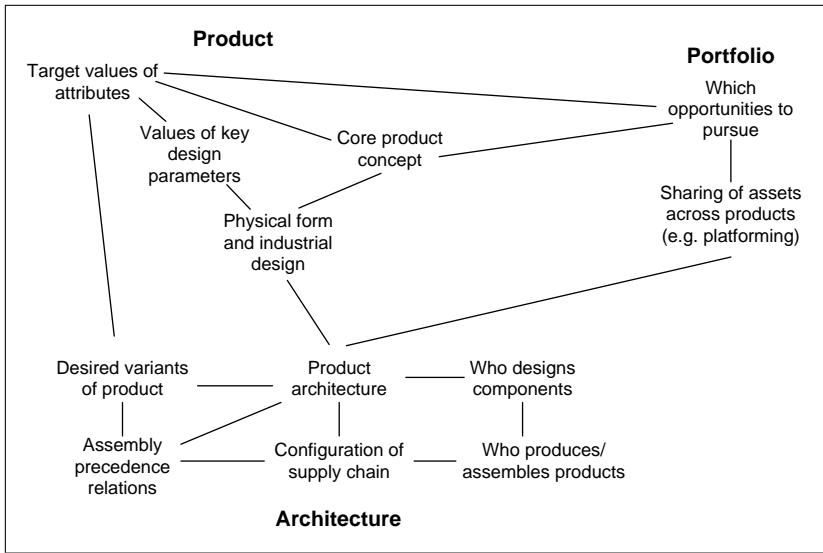 Product
Portfolio
Target values of
attributes
Which
opportunities to
pursue
Values of key
design
parameters
Core product
concept
Sharing of assets
across products
(e.g. platforming)
Physical form
and industrial
design
Desired variants
of product
Product
architecture
Who designs
components
Assembly
precedence
relations
Configuration of
supply chain
Who produces/
assembles products
Architecture